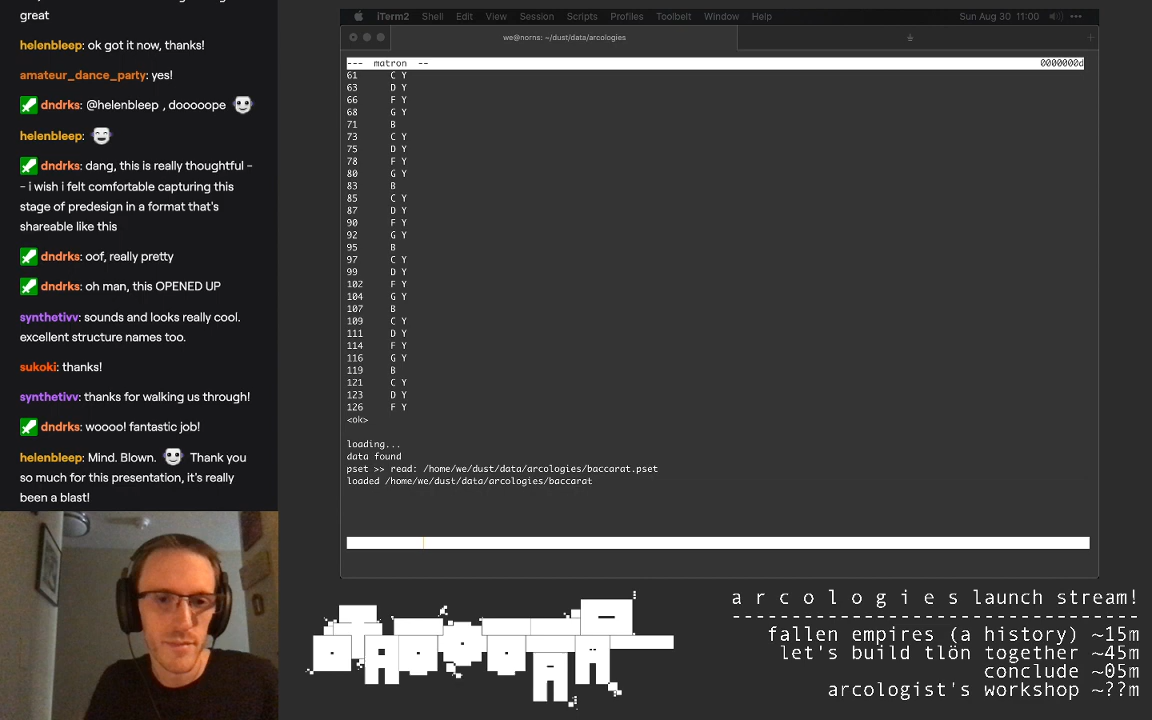 great
helenbleep: ok got it now, thanks!
amateur_dance_party: yes!
dndrks: @helenbleep , dooooope
helenbleep:
dndrks: dang, this is really thoughtful -
- i wish i felt comfortable capturing this
stage of predesign in a format that's
shareable like this
dndrks: oof, really pretty
dndrks: oh man, this OPENED UP
synthetivv: sounds and looks really cool.
excellent structure names too.
sukoki: thanks!
synthetivv: thanks for walking us through!
dndrks: woooo! fantastic job!
helenbleep: Mind. Blown. Thank you
so much for this presentation, it's really
been a blast!
iTerm2 Shell Edit View Session Scripts Profiles Toolbelt Window Help Sun Aug 30 11:00
we@norns: ~/dust/data/arcologies
--- matron -- 0000000d
61 C Y
63 D Y
66 F Y
68 G Y
71 B
73 C Y
75 D Y
78 F Y
80 G Y
83 B
85 C Y
87 D Y
90 F Y
92 G Y
95 B
97 C Y
99 D Y
102 F Y
104 G Y
107 B
109 C Y
111 D Y
114 F Y
116 G Y
119 B
121 C Y
123 D Y
126 F Y
<ok>
loading...
data found
pset >> read: /home/we/dust/data/arcologies/baccarat.pset
loaded /home/we/dust/data/arcologies/baccarat
a r c o l o g i e s launch stream!
----------------------------------
fallen empires (a history) ~15m
let's build tlön together ~45m
conclude ~05m
arcologist's workshop ~??m